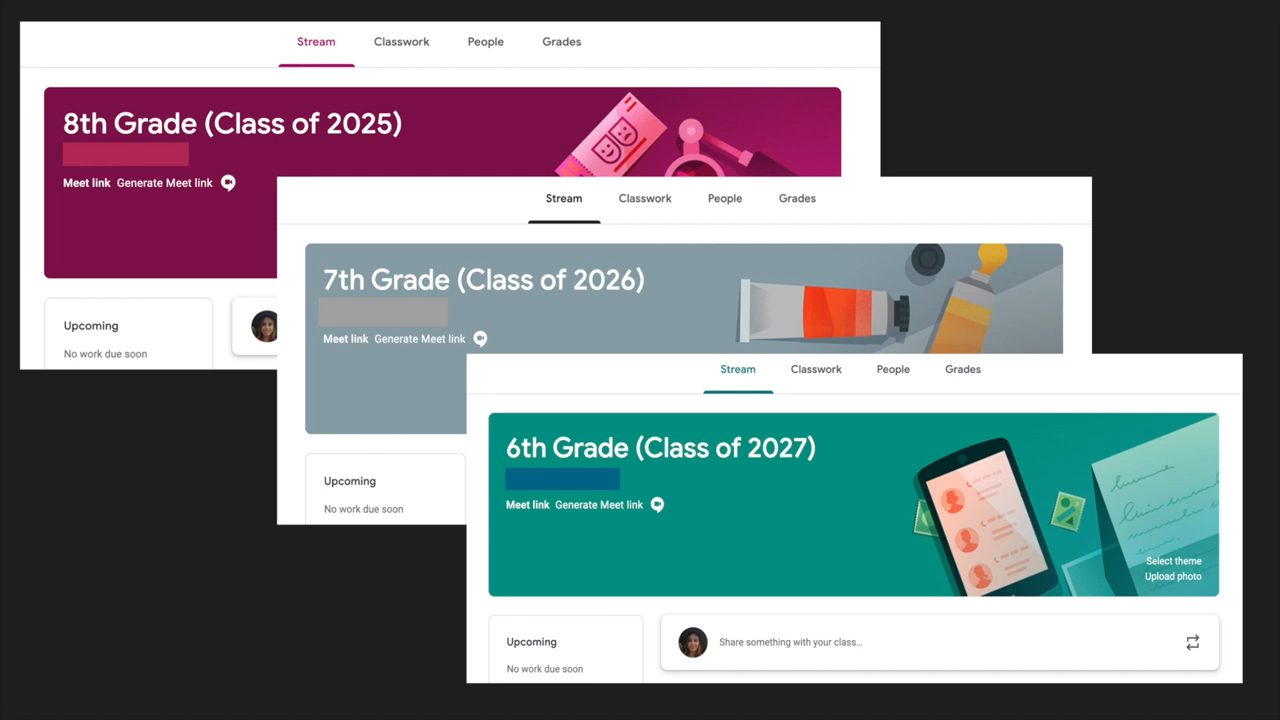 Stream Classwork People Grades
8th Grade (Class of 2025)
Meet link Generate Meet link
Upcoming
No work due soon
Stream Classwork People Grades
7th Grade (Class of 2026)
Meet link Generate Meet link
Upcoming
No work due soon
Stream Classwork People Grades
6th Grade (Class of 2027)
Meet link Generate Meet link
Select theme
Upload photo
Upcoming
No work due soon
Share something with your class...